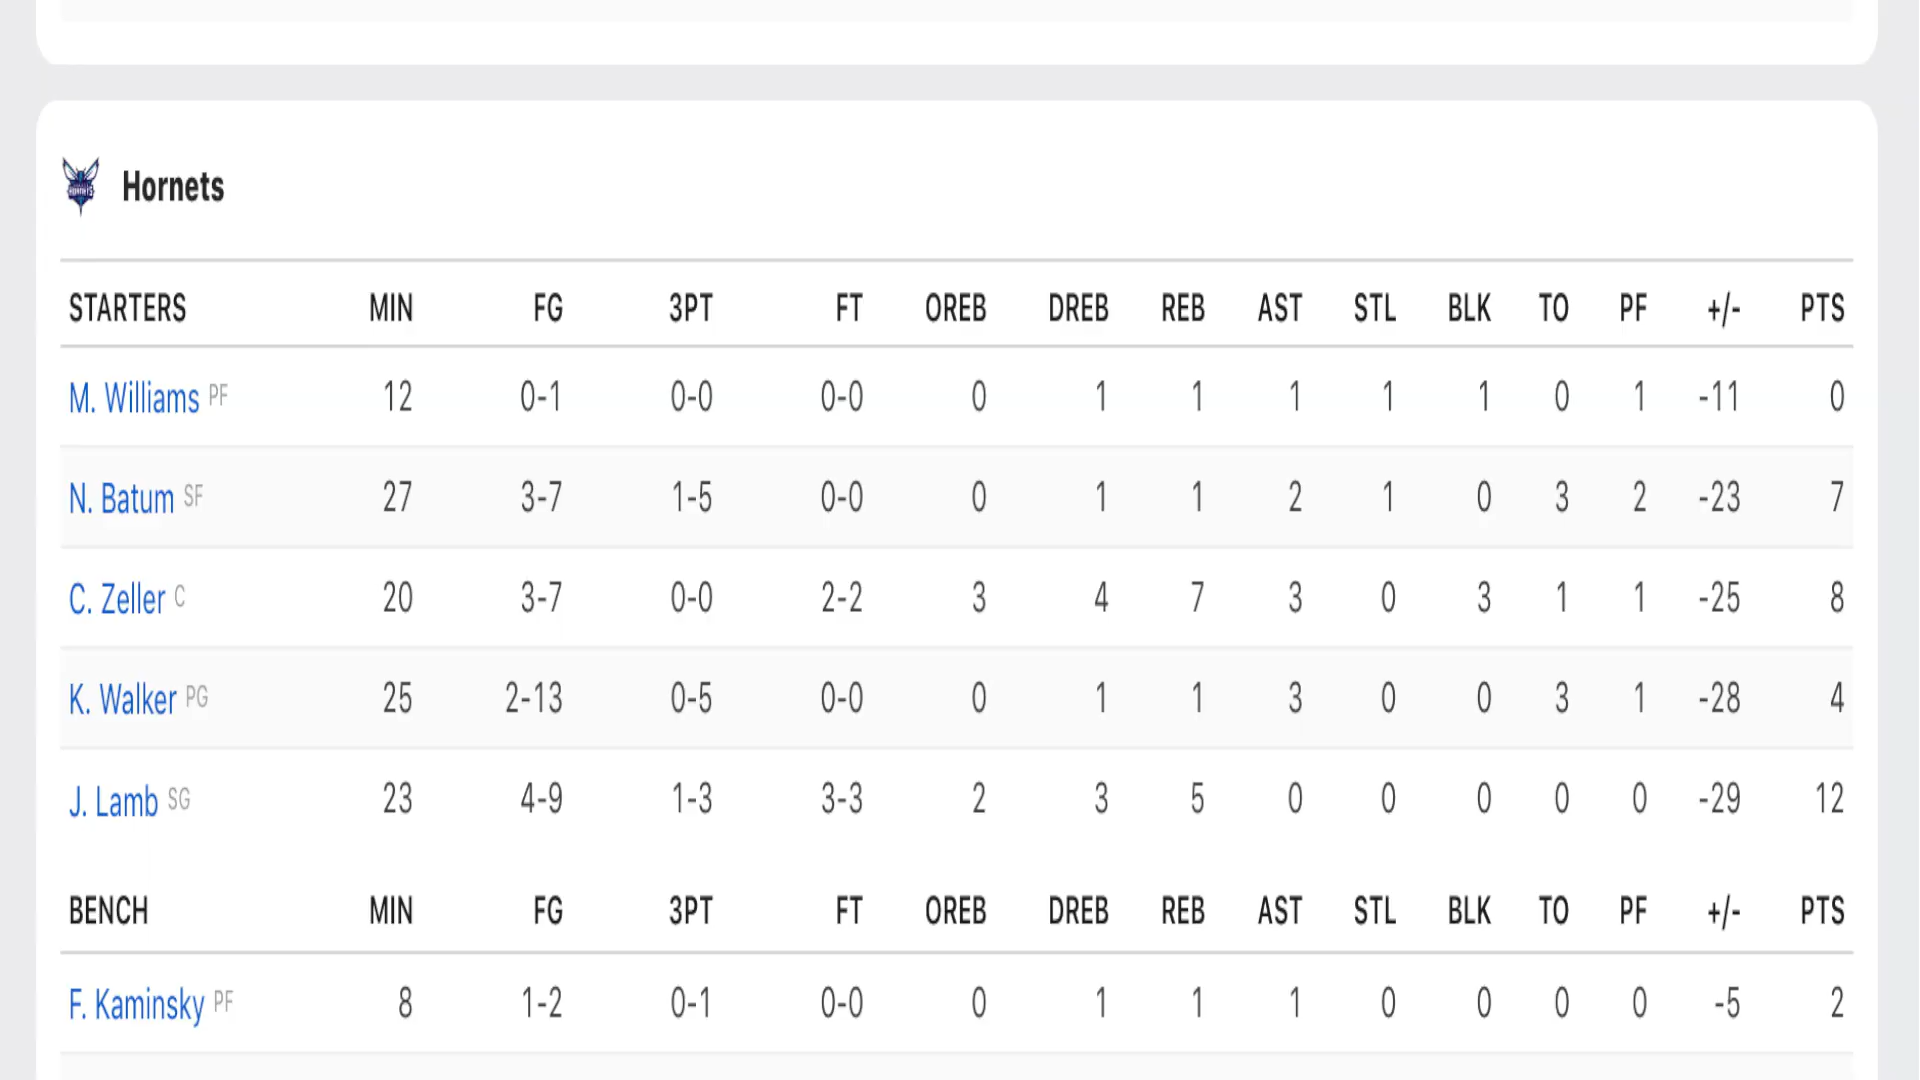 Hornets
STARTERS MIN FG 3PT FT OREB DREB REB AST STL BLK TO PF +/- PTS
M. Williams PF 12 0-1 0-0 0-0 0 1 1 1 1 1 0 1 -11 0
N. Batum SF 27 3-7 1-5 0-0 0 1 1 2 1 0 3 2 -23 7
C. Zeller C 20 3-7 0-0 2-2 3 4 7 3 0 3 1 1 -25 8
K. Walker PG 25 2-13 0-5 0-0 0 1 1 3 0 0 3 1 -28 4
J. Lamb SG 23 4-9 1-3 3-3 2 3 5 0 0 0 0 0 -29 12
BENCH MIN FG 3PT FT OREB DREB REB AST STL BLK TO PF +/- PTS
F. Kaminsky PF 8 1-2 0-1 0-0 0 1 1 1 0 0 0 0 -5 2